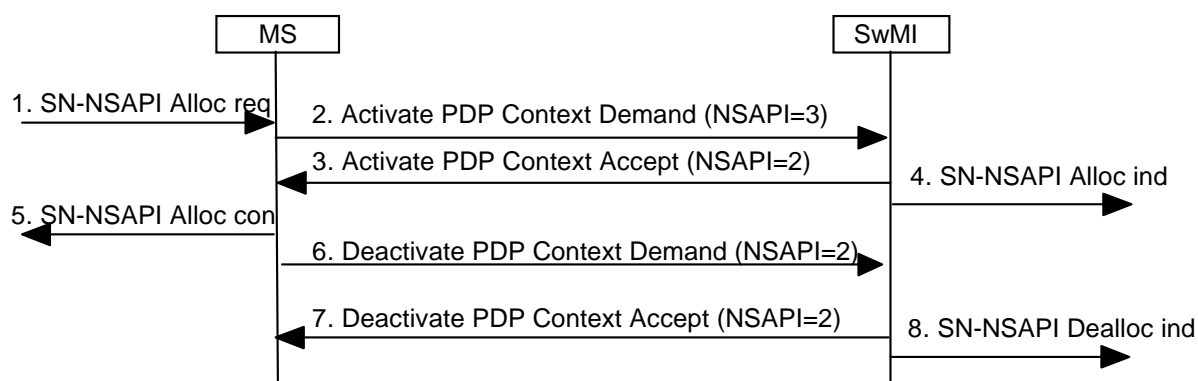 MS
SwMI
1. SN-NSAPI Alloc req
2. Activate PDP Context Demand (NSAPI=3)
3. Activate PDP Context Accept (NSAPI=2)
4. SN-NSAPI Alloc ind
5. SN-NSAPI Alloc con
6. Deactivate PDP Context Demand (NSAPI=2)
7. Deactivate PDP Context Accept (NSAPI=2)
8. SN-NSAPI Dealloc ind